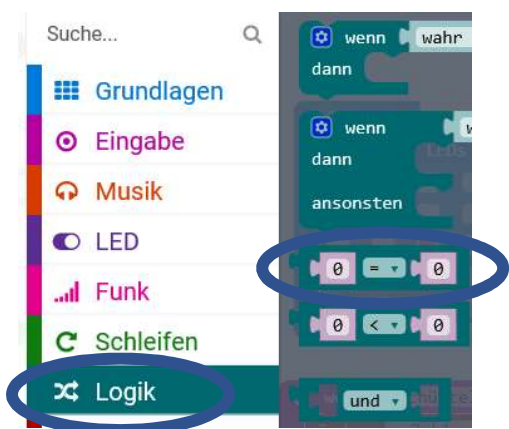 Suche...
Grundlagen
Eingabe
Musik
LED
Funk
Schleifen
Logik
wenn wahr
dann
wenn
dann
ansonsten
0 = 0
0 < 0
und